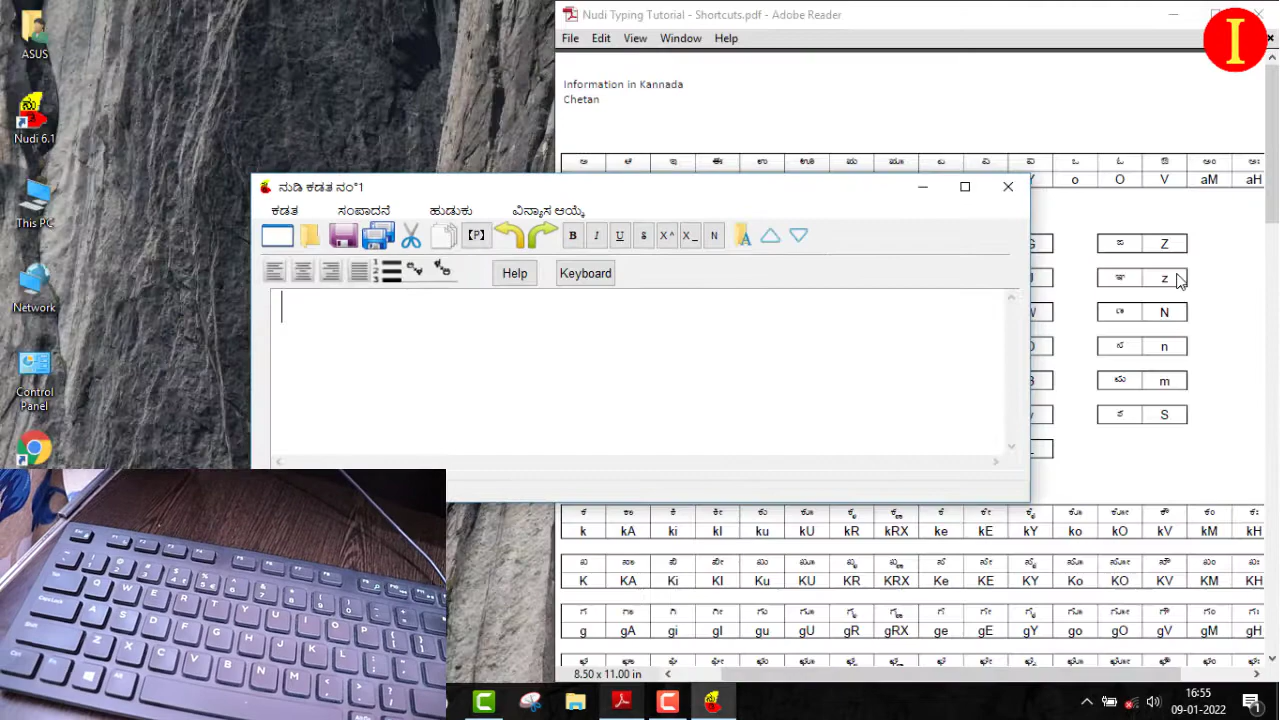 Nudi Typing Tutorial - Shortcuts.pdf - Adobe Reader
File Edit View Window Help
I
Information in Kannada
Chetan
ಅ ಆ ಇ ಈ ಉ ಊ ಋ ಋೂ ಎ ಏ ಐ ಒ ಓ ಔ ಅಂ ಅಃ
o O V aM aH
ನುಡಿ ಕಡತ ನಂ°1
ಕಡತ ಸಂಪಾದನೆ ಹುಡುಕು ವಿನ್ಯಾಸ ಆಯ್ಕೆ
[P] B I U S X^ X_ N A
Help Keyboard
Z
z
ಣ N
ನ n
ಮ m
ಶ S
ಕ ಕಾ ಕಿ ಕೀ ಕು ಕೂ ಕೃ ಕೄ ಕೆ ಕೇ ಕೈ ಕೊ ಕೋ ಕೌ ಕಂ ಕಃ
k kA ki kI ku kU kR kRX ke kE kY ko kO kV kM kH
K KA Ki KI Ku KU KR KRX Ke KE KY Ko KO KV KM KH
g gA gi gI gu gU gR gRX ge gE gY go gO gV gM gH
8.50 x 11.00 in
ASUS
Nudi 6.1
This PC
Network
Control
Panel
16:55
09-01-2022